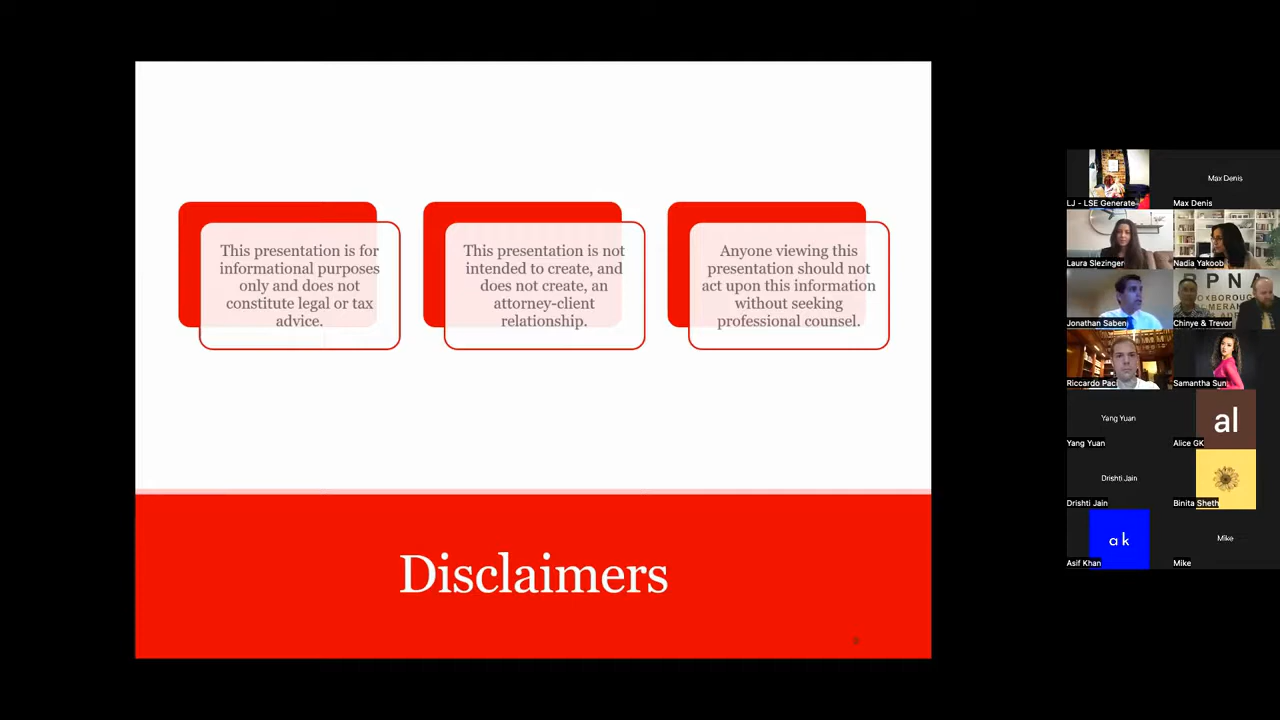 This presentation is for
informational purposes
only and does not
constitute legal or tax
advice.
This presentation is not
intended to create, and
does not create, an
attorney-client
relationship.
Anyone viewing this
presentation should not
act upon this information
without seeking
professional counsel.
Disclaimers
LJ - LSE Generate
Max Denis
Max Denis
Laura Slezinger
Nadia Yakoob
Jonathan Saben
Chinye & Trevor
Riccardo Paci
Samantha Sun
Yang Yuan
Yang Yuan
al
Alice GK
Drishti Jain
Drishti Jain
Binita Sheth
a k
Asif Khan
Mike
Mike